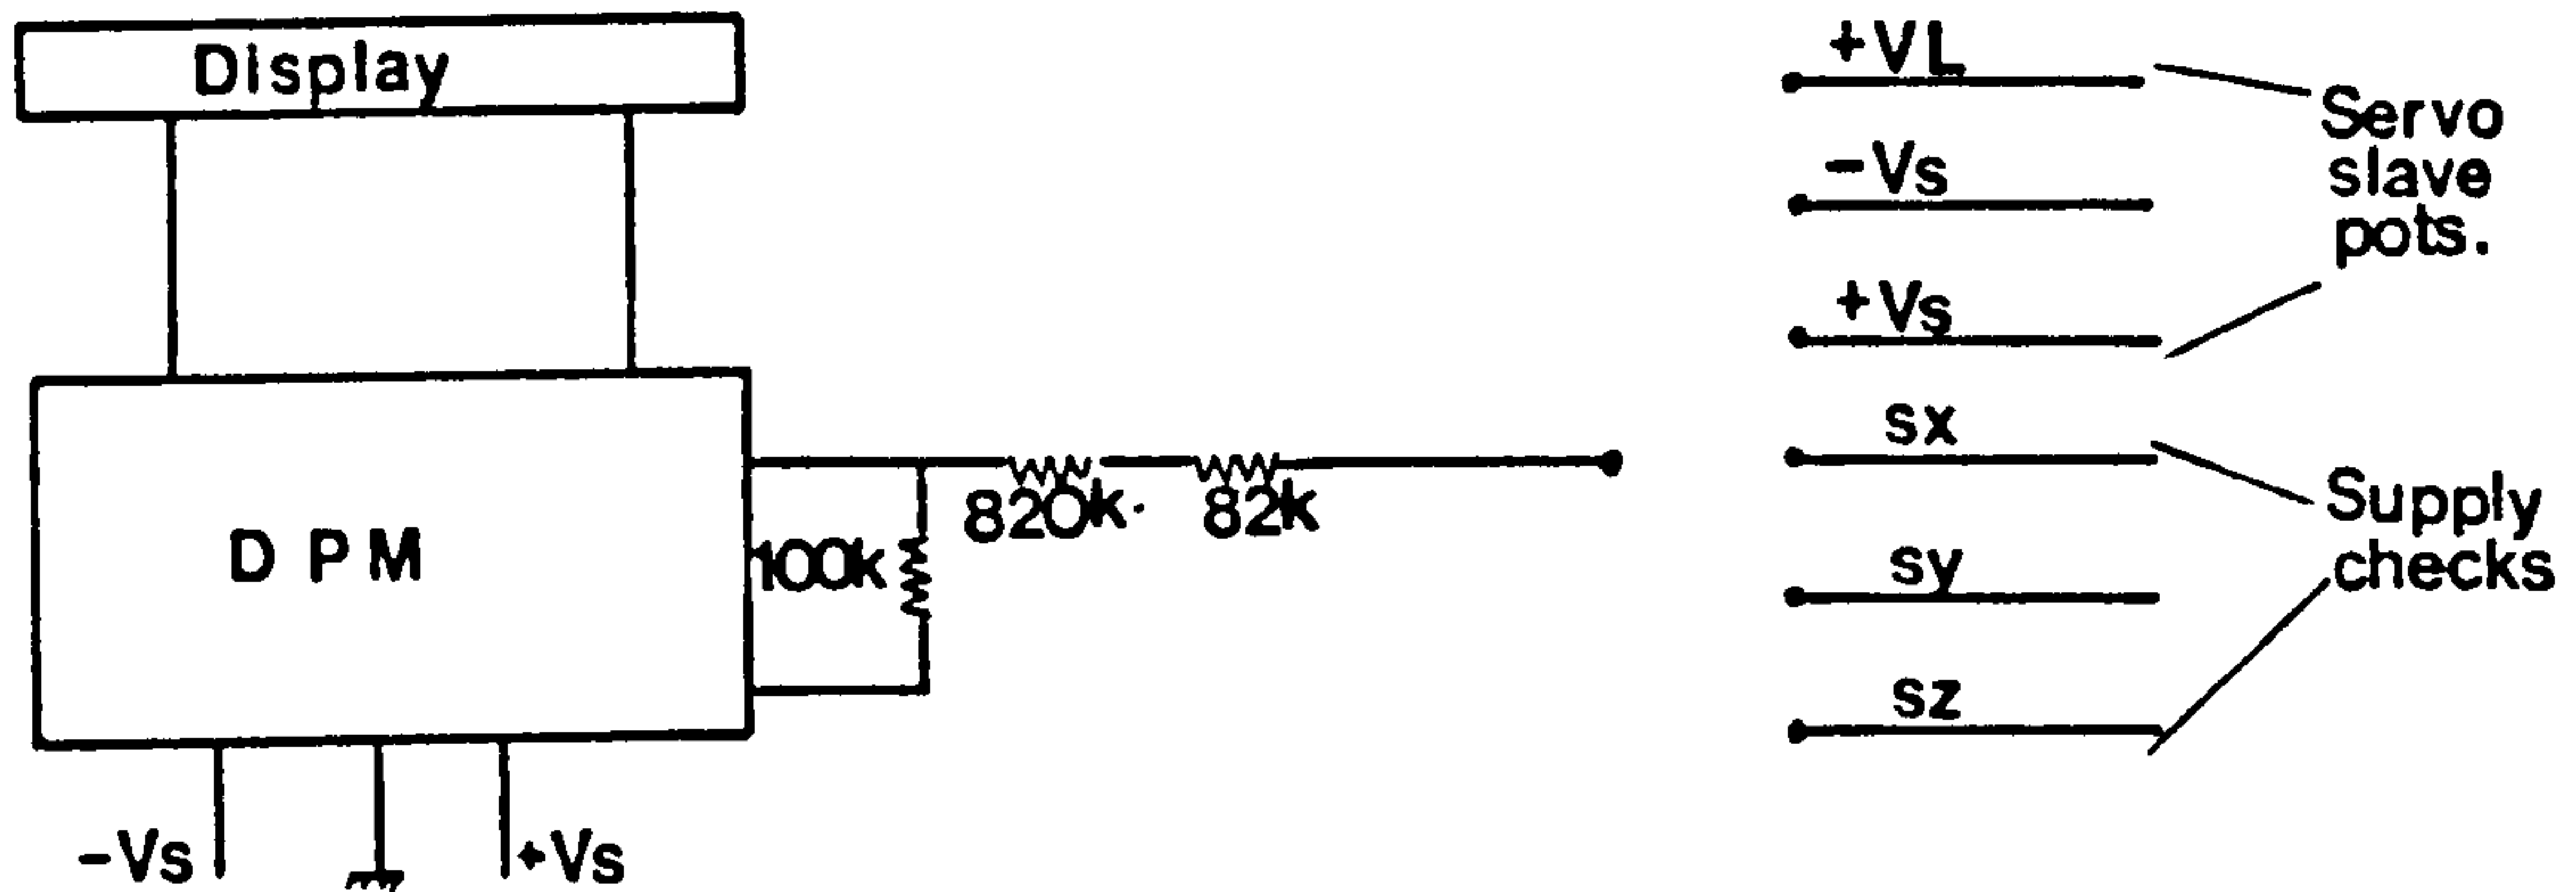 Display
+VL
-Vs
+Vs
Servo
slave
pots.
sx
sy
sz
Supply
checks
820k.
82k
100k
D P M
-Vs
+Vs